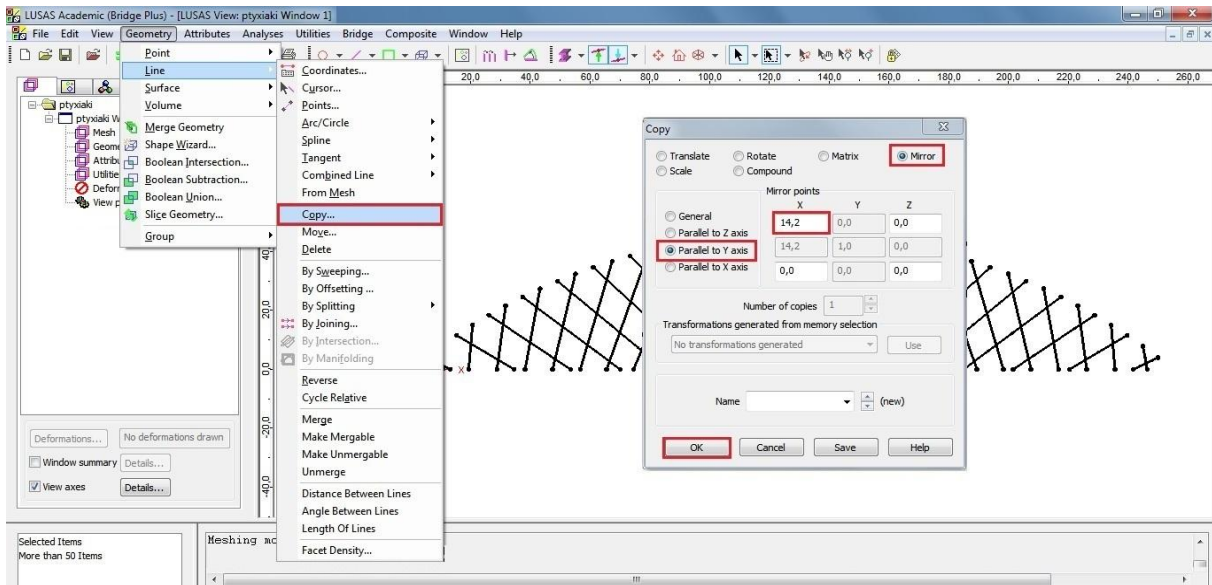 LUSAS Academic (Bridge Plus) - [LUSAS View: ptyxiaki Window 1]
File Edit View Geometry Attributes Analyses Utilities Bridge Composite Window Help
20,0 40,0 60,0 80,0 100,0 120,0 140,0 160,0 180,0 200,0 220,0 240,0 260,0
ptyxiaki
ptyxiaki W
Mesh
Geome
Attribu
Utilitie
Defor
View p
Point
Line
Surface
Volume
Merge Geometry
Shape Wizard...
Boolean Intersection...
Boolean Subtraction...
Boolean Union...
Slice Geometry...
Group
Coordinates...
Cursor...
Points...
Arc/Circle
Spline
Tangent
Combined Line
From Mesh
Copy...
Move...
Delete
By Sweeping...
By Offsetting ...
By Splitting
By Joining...
By Intersection...
By Manifolding
Reverse
Cycle Relative
Merge
Make Mergable
Make Unmergable
Unmerge
Distance Between Lines
Angle Between Lines
Length Of Lines
Facet Density...
40,
20,0
0,0
-20,0
-40,0
X
Copy
Translate Rotate Matrix Mirror
Scale Compound
Mirror points
X Y Z
General
Parallel to Z axis
Parallel to Y axis
Parallel to X axis
14,2 0,0 0,0
14,2 1,0 0,0
0,0 0,0 0,0
Number of copies 1
Transformations generated from memory selection
No transformations generated Use
Name (new)
OK Cancel Save Help
Deformations... No deformations drawn
Window summary Details...
View axes Details...
Selected Items
More than 50 Items
Meshing mo